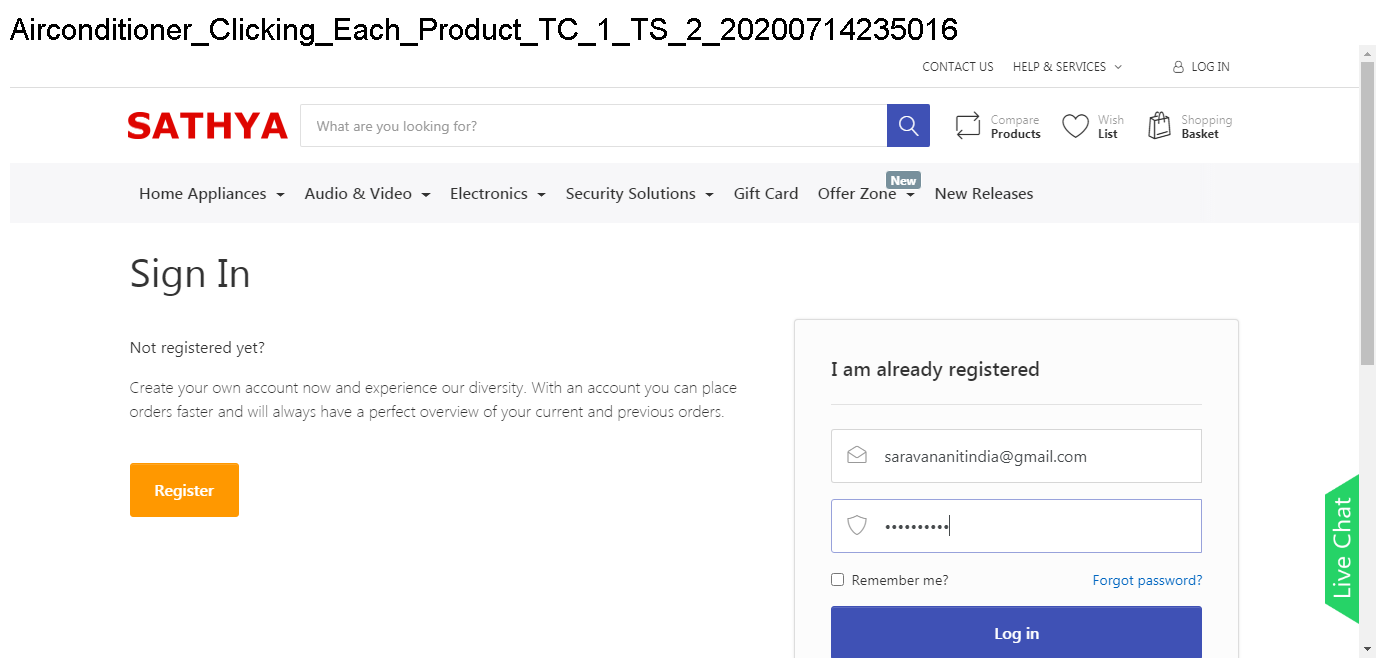 Airconditioner_Clicking_Each_Product_TC_1_TS_2_20200714235016
CONTACT US HELP & SERVICES LOG IN
SATHYA What are you looking for? Compare Products Wish List Shopping Basket
Home Appliances Audio & Video Electronics Security Solutions Gift Card Offer Zone New New Releases
Sign In
Not registered yet?
Create your own account now and experience our diversity. With an account you can place
orders faster and will always have a perfect overview of your current and previous orders.
Register
I am already registered
saravananitindia@gmail.com
••••••••••
Remember me? Forgot password?
Log in
Live Chat